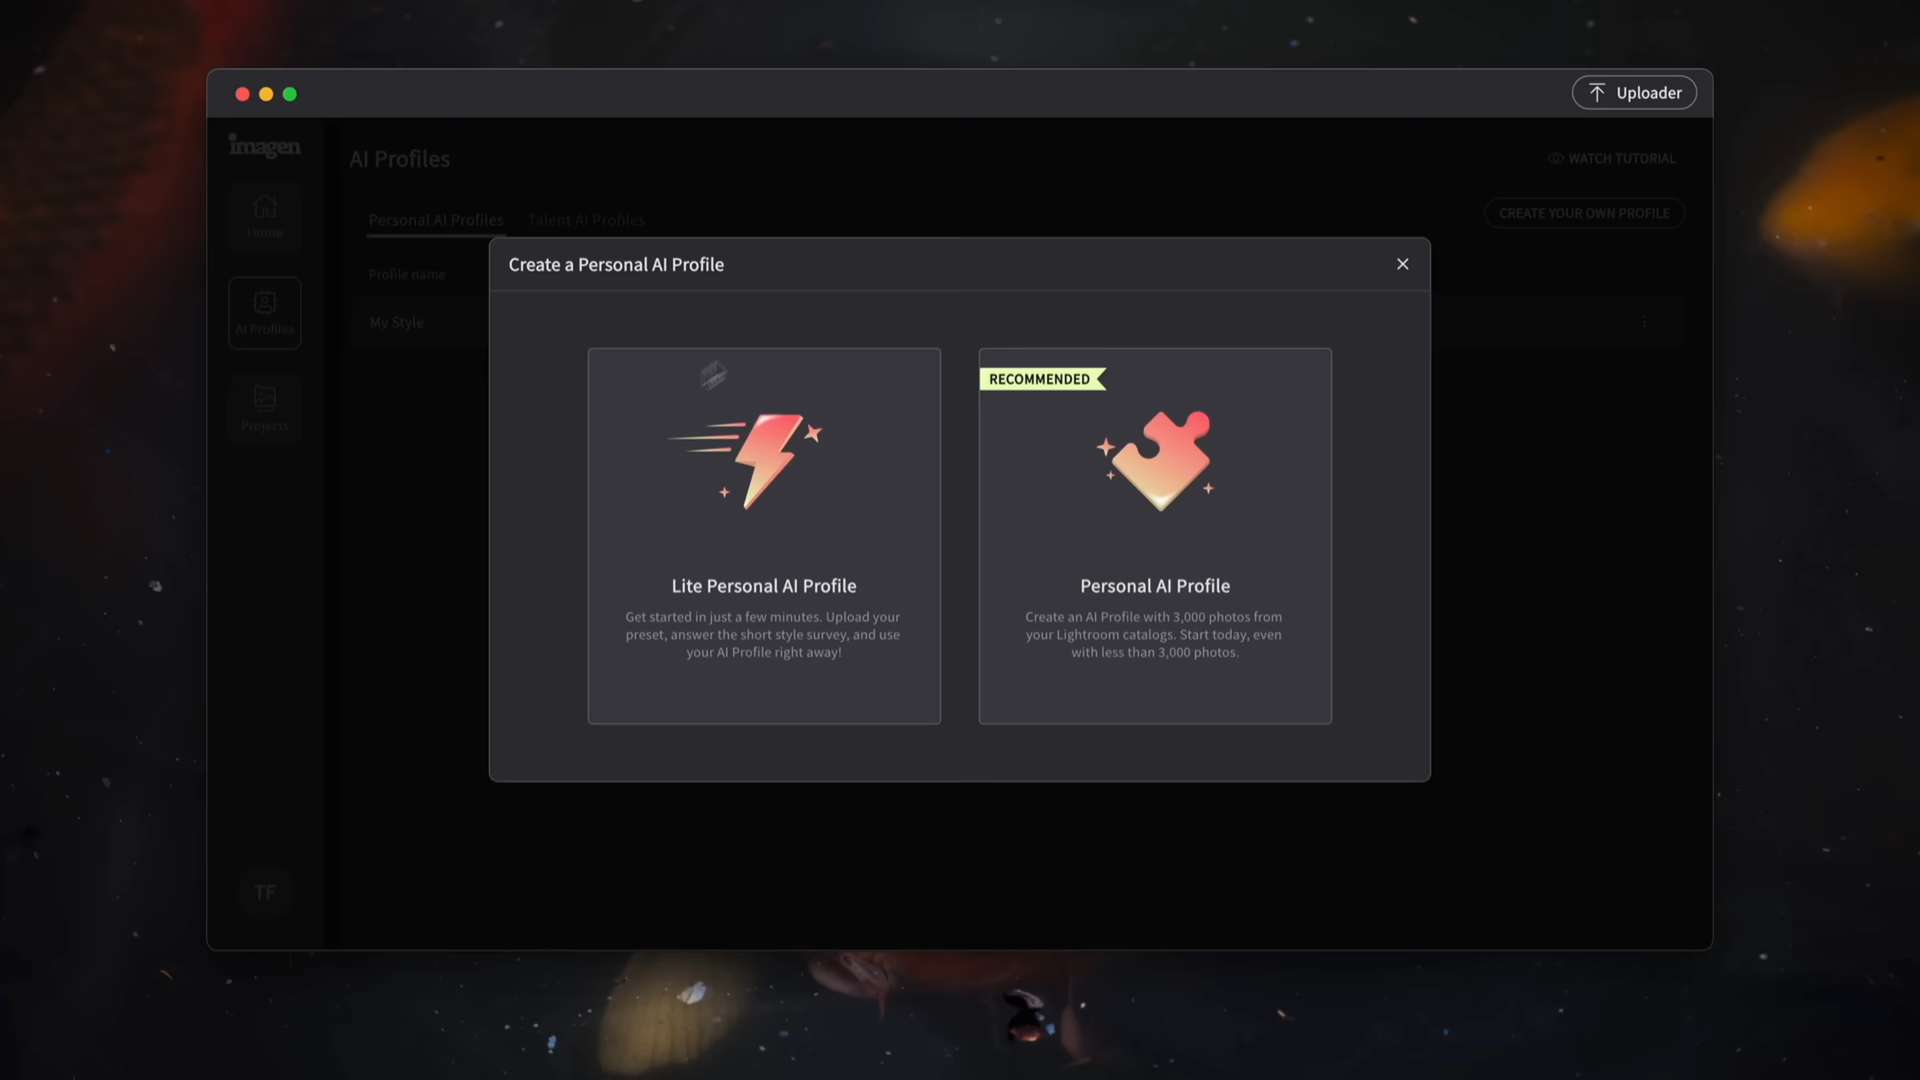 Uploader
imagen
AI Profiles
WATCH TUTORIAL
Home
Personal AI Profiles
Talent AI Profiles
CREATE YOUR OWN PROFILE
Create a Personal AI Profile
Profile name
AI Profiles
My Style
RECOMMENDED
Projects
Lite Personal AI Profile
Get started in just a few minutes. Upload your
preset, answer the short style survey, and use
your AI Profile right away!
Personal AI Profile
Create an AI Profile with 3,000 photos from
your Lightroom catalogs. Start today, even
with less than 3,000 photos.
TF